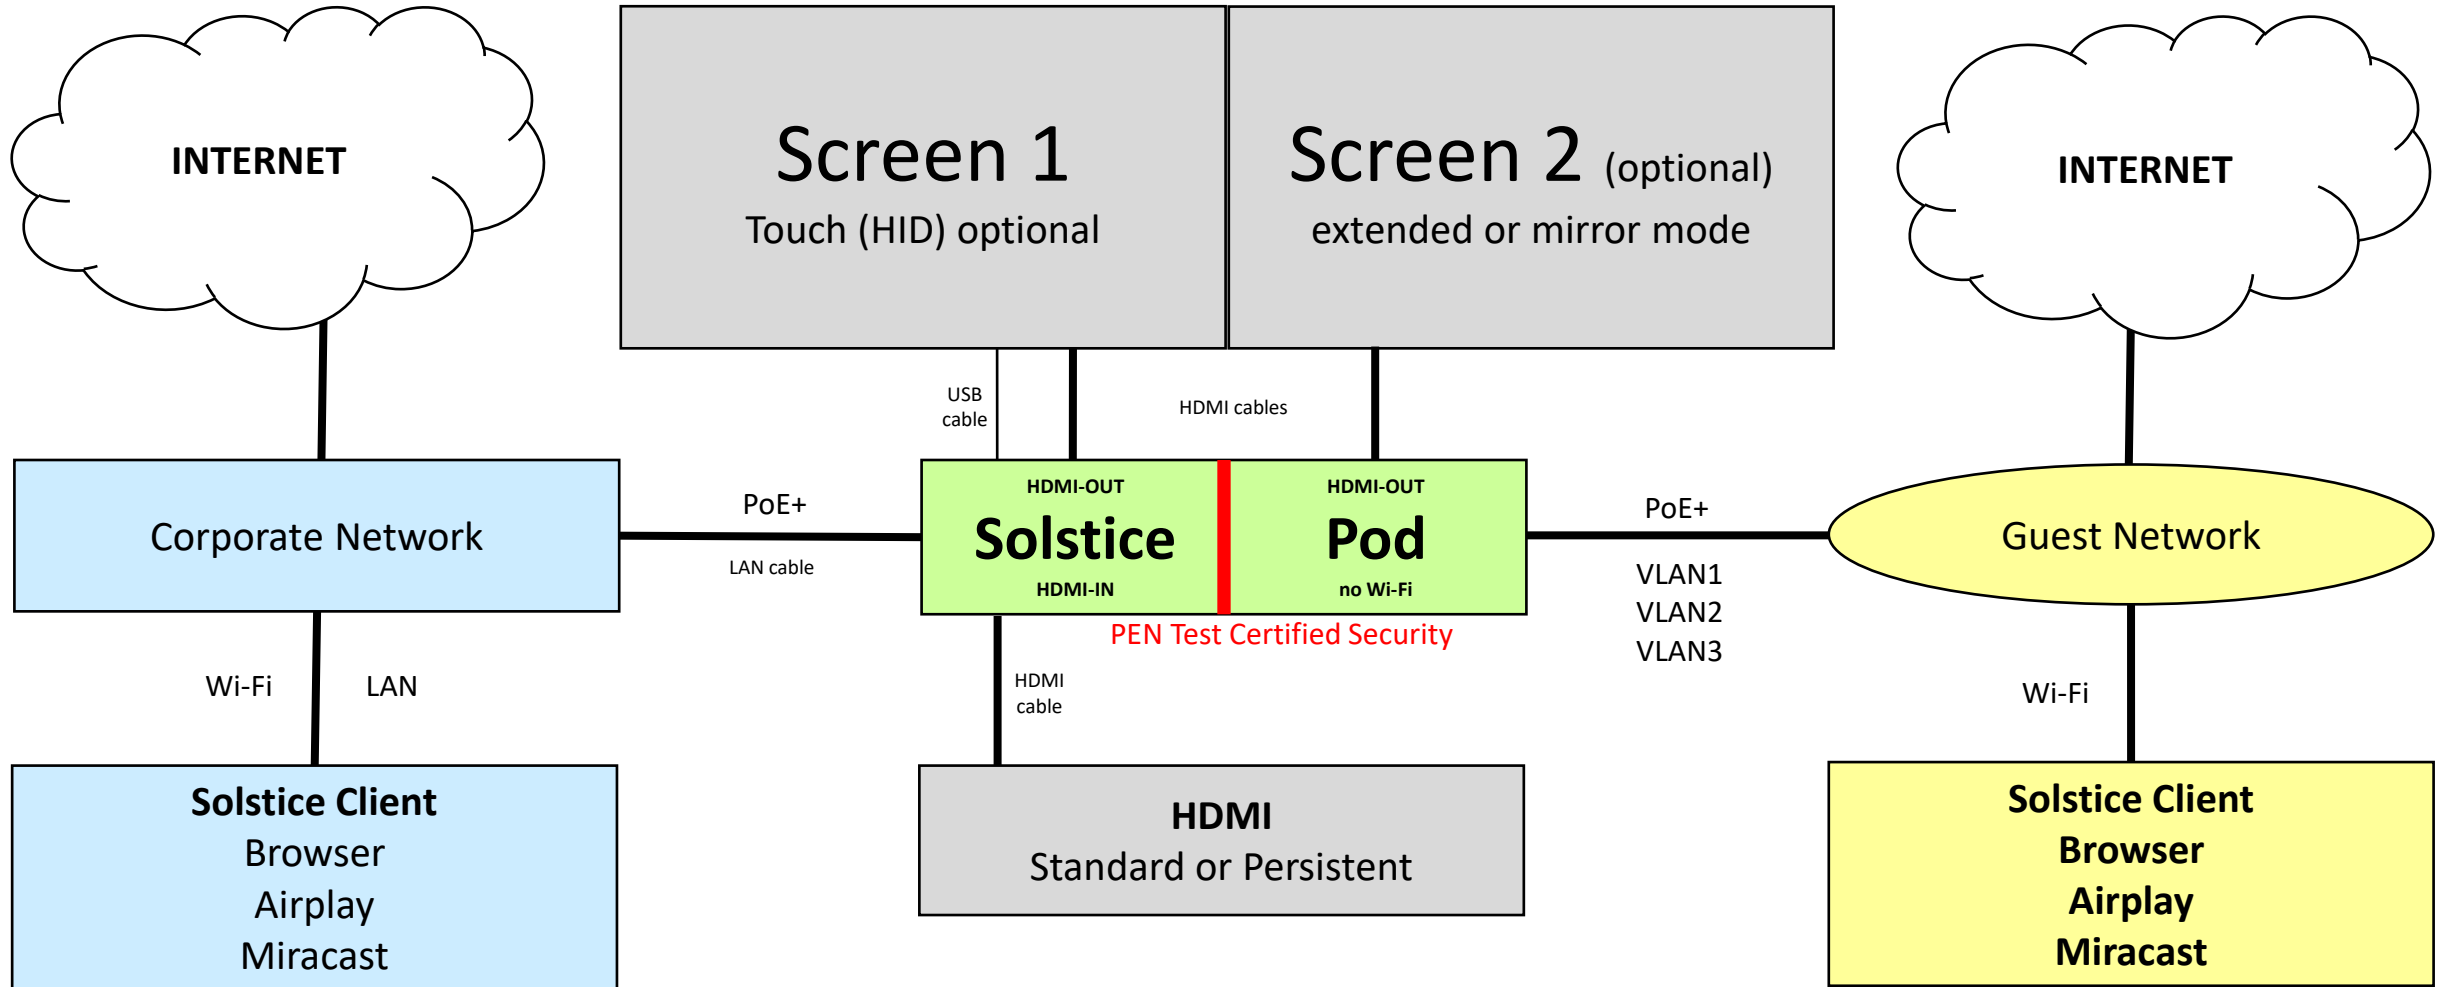 INTERNET
Screen 1
Touch (HID) optional
Screen 2 (optional)
extended or mirror mode
INTERNET
USB
cable
HDMI cables
Corporate Network
PoE+
LAN cable
HDMI-OUT
Solstice
HDMI-IN
HDMI-OUT
Pod
no Wi-Fi
PEN Test Certified Security
PoE+
VLAN1
VLAN2
VLAN3
Guest Network
Wi-Fi
LAN
HDMI
cable
Wi-Fi
Solstice Client
Browser
Airplay
Miracast
HDMI
Standard or Persistent
Solstice Client
Browser
Airplay
Miracast